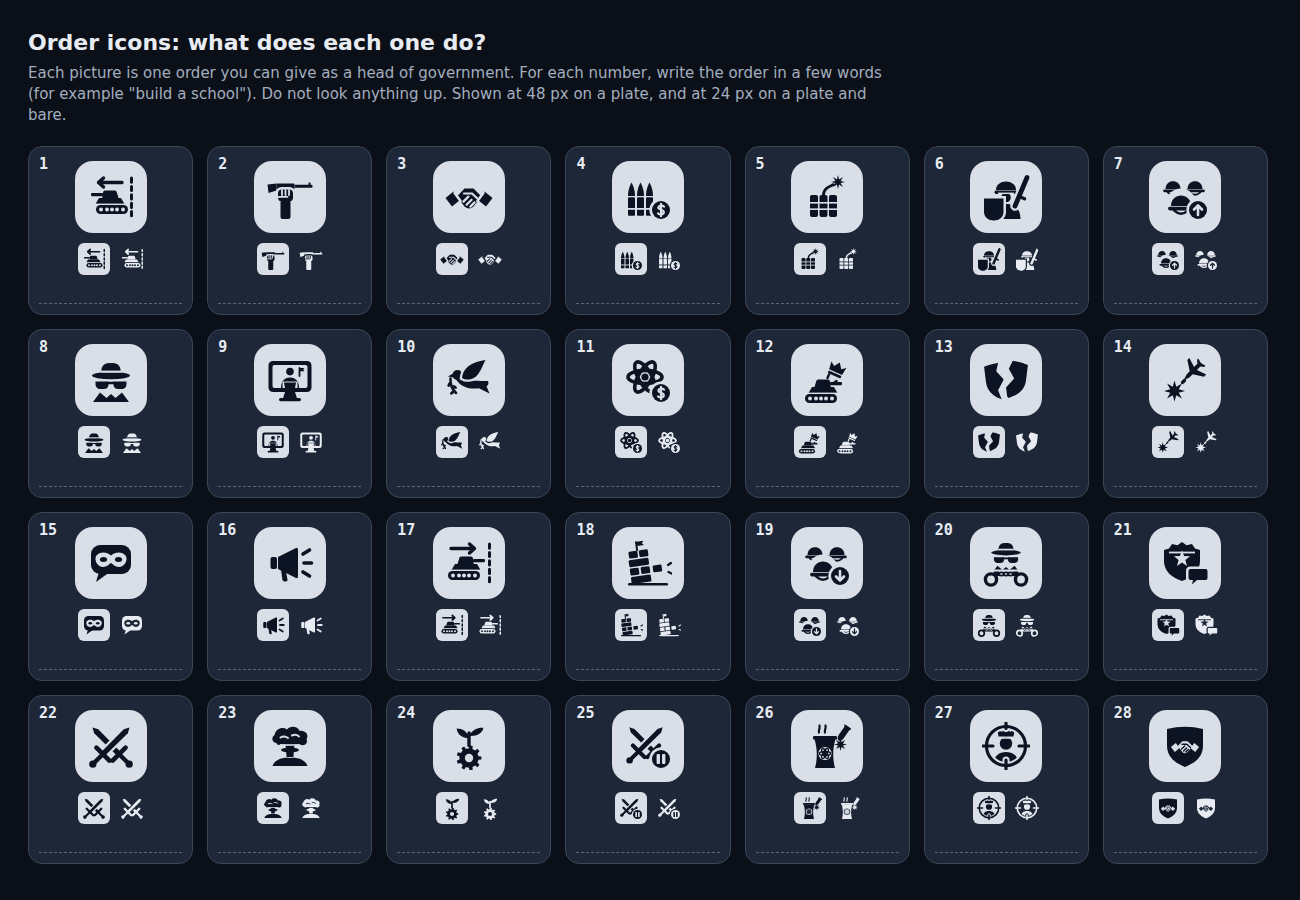 Order icons: what does each one do?
Each picture is one order you can give as a head of government. For each number, write the order in a few words
(for example "build a school"). Do not look anything up. Shown at 48 px on a plate, and at 24 px on a plate and
bare.
1 2 3 4 5 6 7
$
8 9 10 11 12 13 14
$
15 16 17 18 19 20 21
22 23 24 25 26 27 28